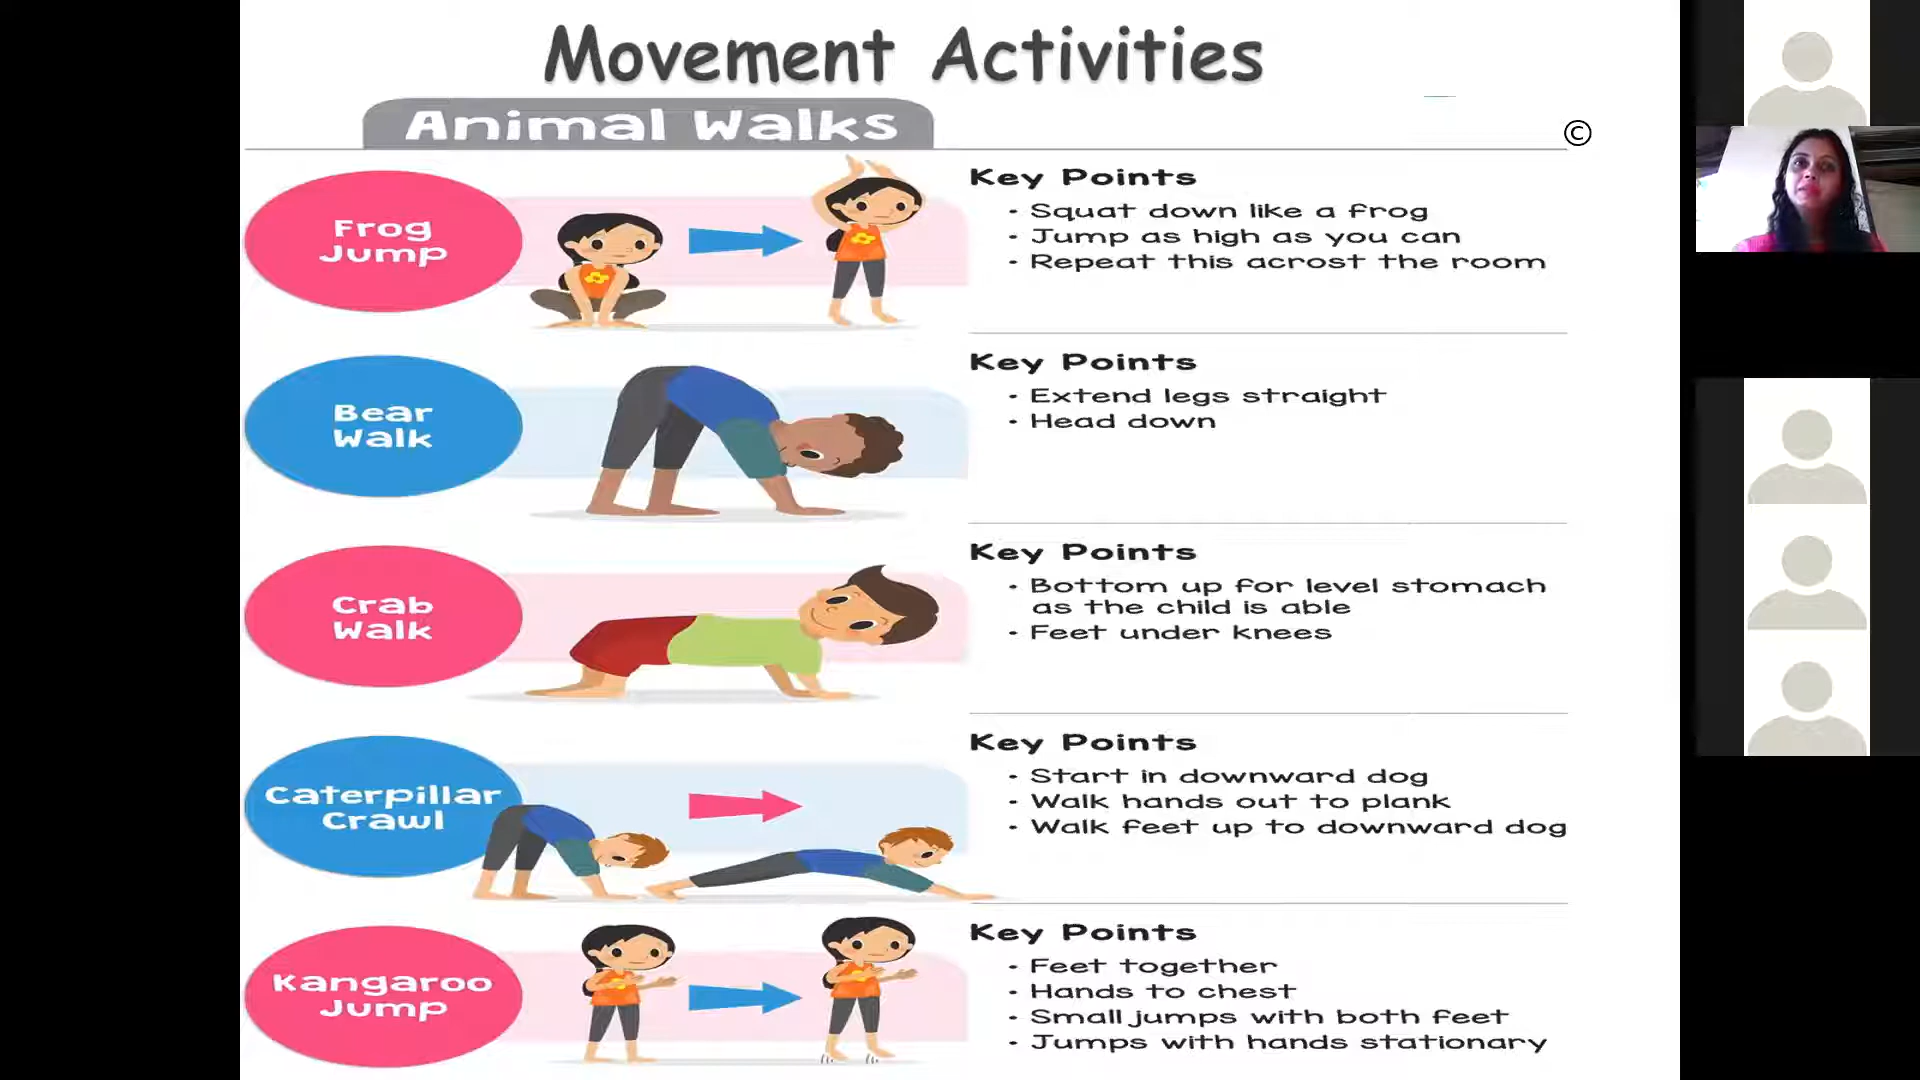 Movement Activities
Animal Walks
©
Frog
Jump
Key Points
• Squat down like a frog
• Jump as high as you can
• Repeat this acrost the room
Bear
Walk
Key Points
• Extend legs straight
• Head down
Crab
Walk
Key Points
• Bottom up for level stomach
as the child is able
• Feet under knees
Caterpillar
Crawl
Key Points
• Start in downward dog
• Walk hands out to plank
• Walk feet up to downward dog
Kangaroo
Jump
Key Points
• Feet together
• Hands to chest
• Small jumps with both feet
• Jumps with hands stationary